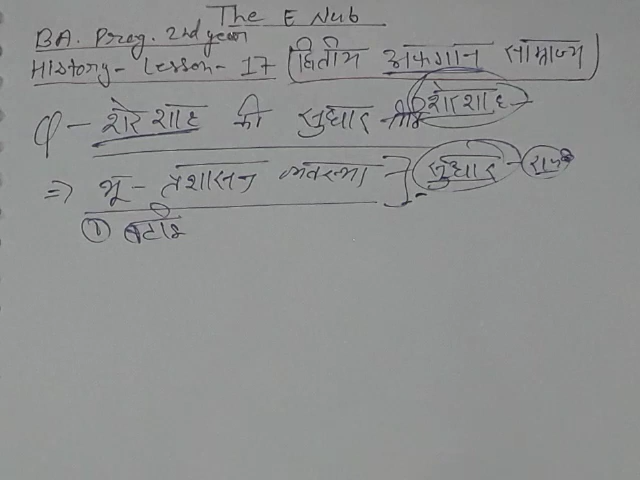 The E Nub
BA. Prog. 2nd year
History- Lesson- 17 (द्वितीय अफगान साम्राज्य)
φ - शेरशाह की सुधार शेरशाह -
⇒ भू - प्रशासन व्यवस्था - सुधार -
① बटाई